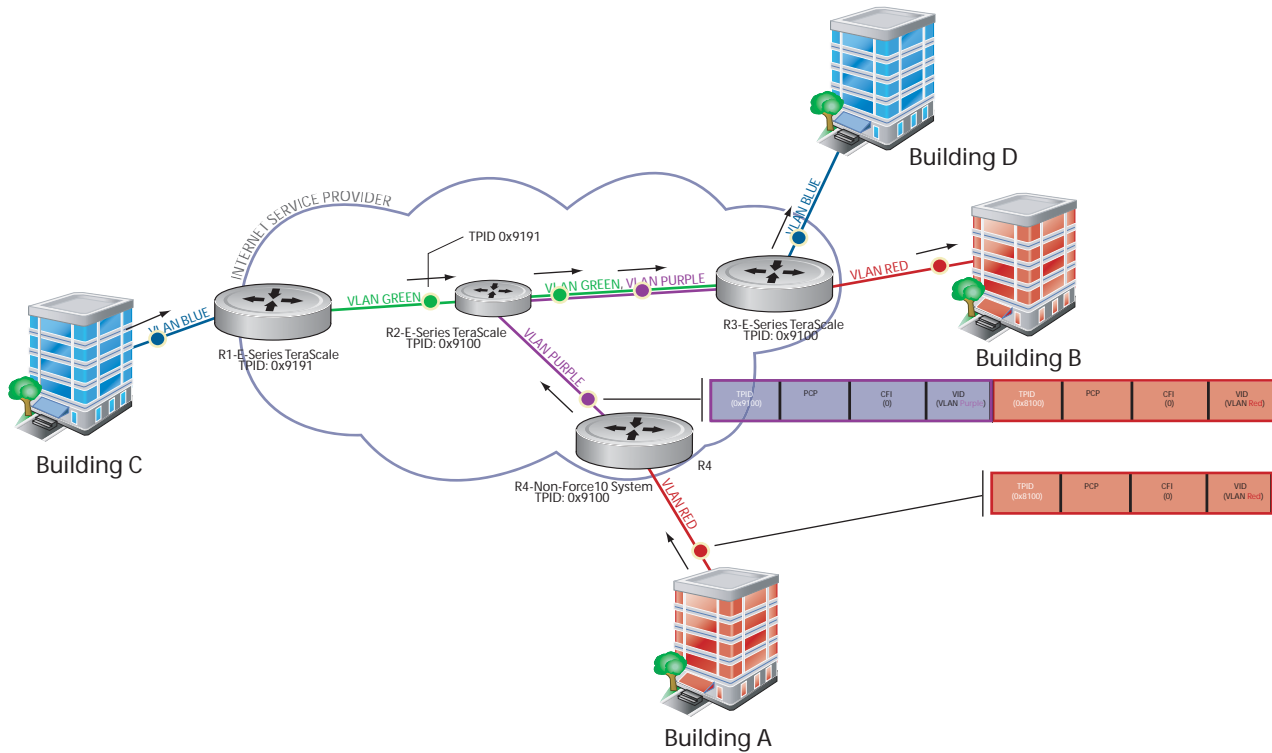 Building D
INTERNET SERVICE PROVIDER
VLAN BLUE
TPID 0x9191
Building B
VLAN RED
VLAN GREEN
VLAN GREEN, VLAN PURPLE
VLAN BLUE
R1-E-Series TeraScale
TPID: 0x9191
R2-E-Series TeraScale
TPID: 0x9100
R3-E-Series TeraScale
TPID: 0x9100
VLAN PURPLE
TPID
(0x9100)
PCP
CFI
(0)
VID
(VLAN Purple)
TPID
(0x8100)
PCP
CFI
(0)
VID
(VLAN Red)
Building C
R4
R4-Non-Force10 System
TPID: 0x9100
VLAN RED
TPID
(0x8100)
PCP
CFI
(0)
VID
(VLAN Red)
Building A